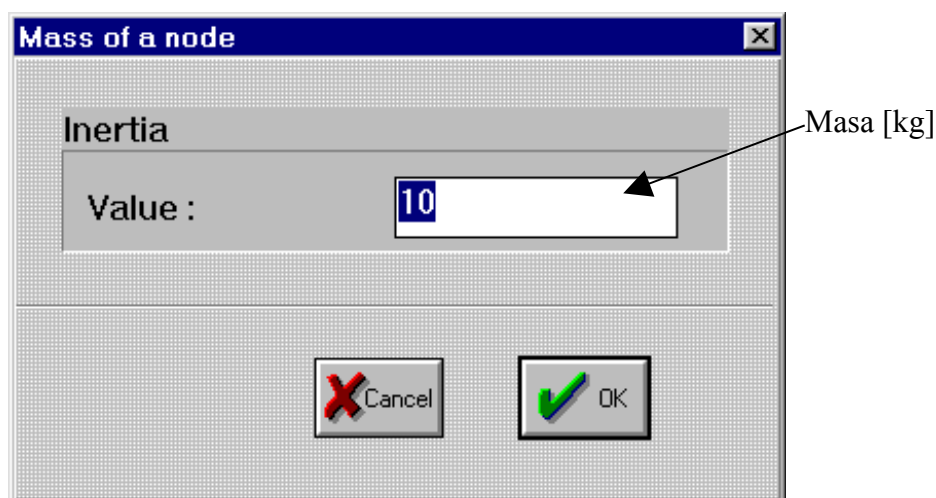 Mass of a node
Inertia
Masa [kg]
Value :
10
Cancel
OK